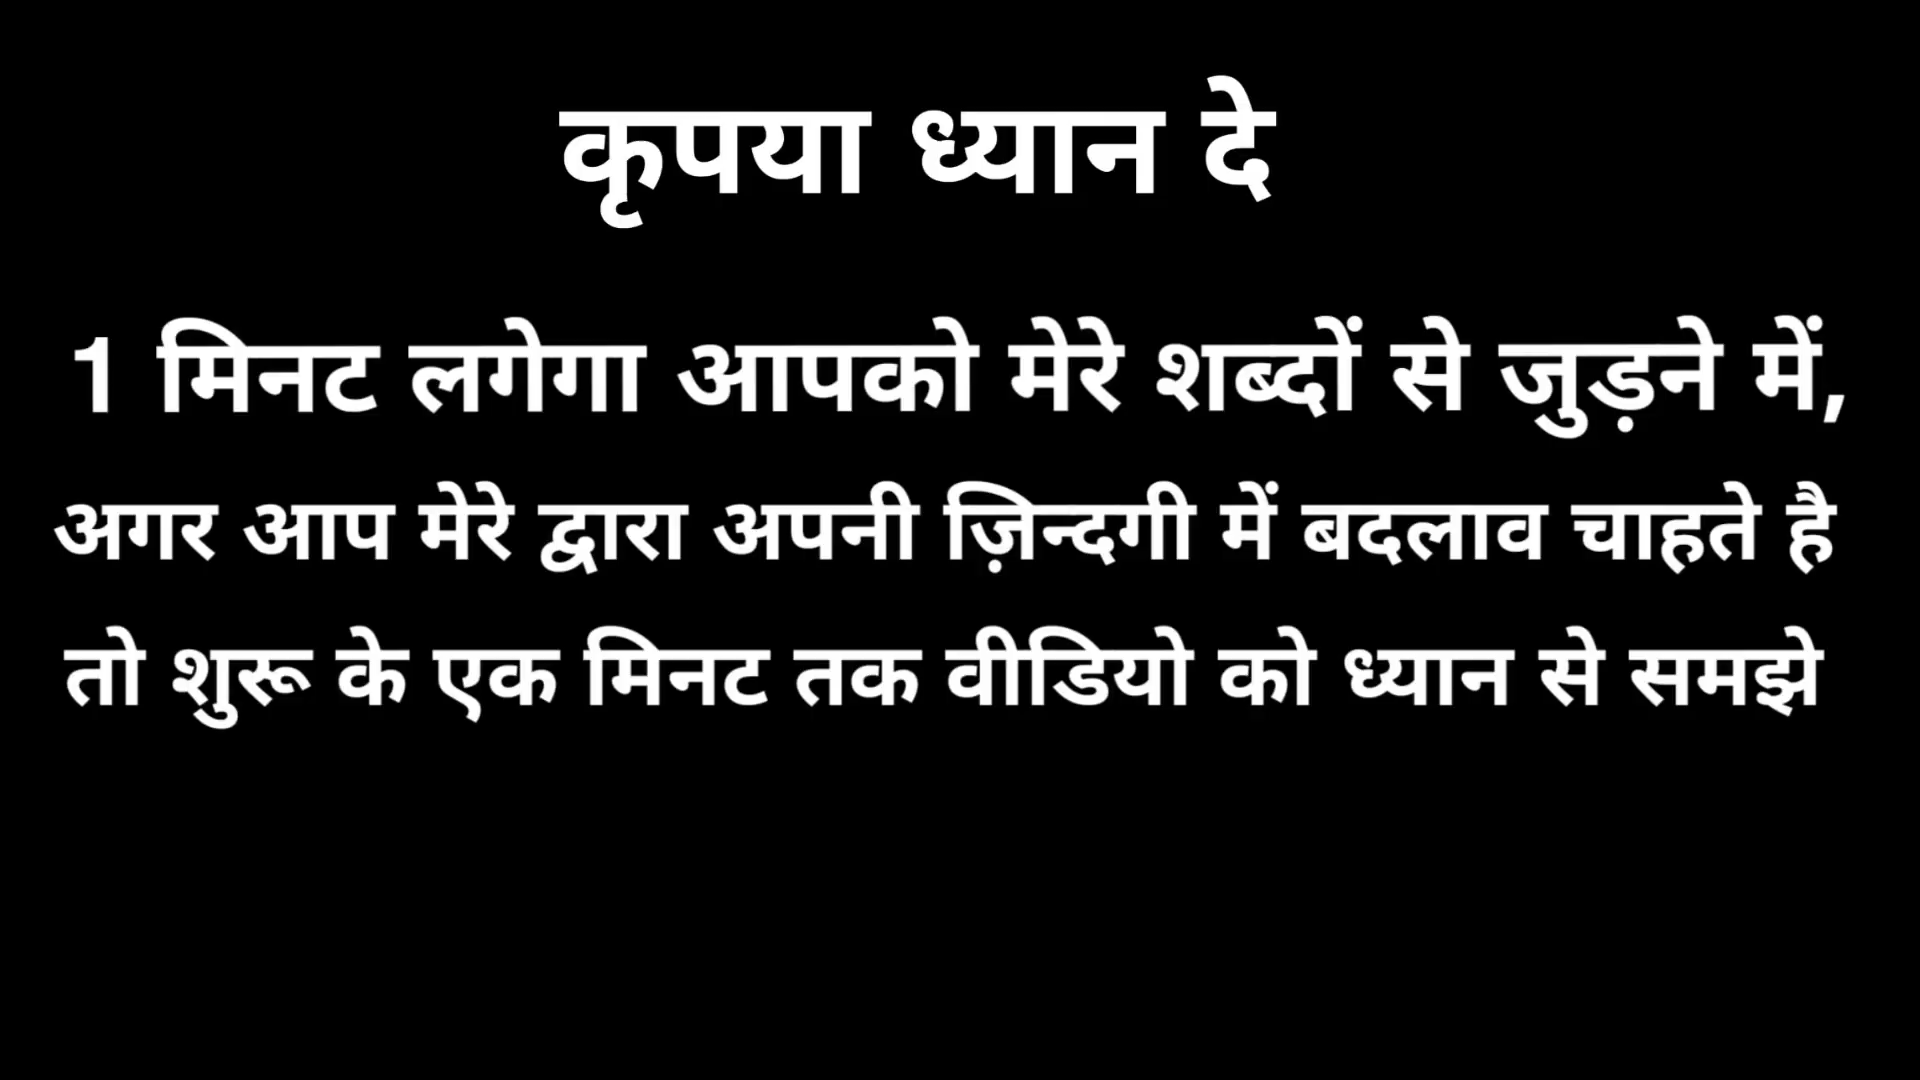 कृपया ध्यान दे
1 मिनट लगेगा आपको मेरे शब्दों से जुड़ने में,
अगर आप मेरे द्वारा अपनी ज़िन्दगी में बदलाव चाहते है
तो शुरू के एक मिनट तक वीडियो को ध्यान से समझे